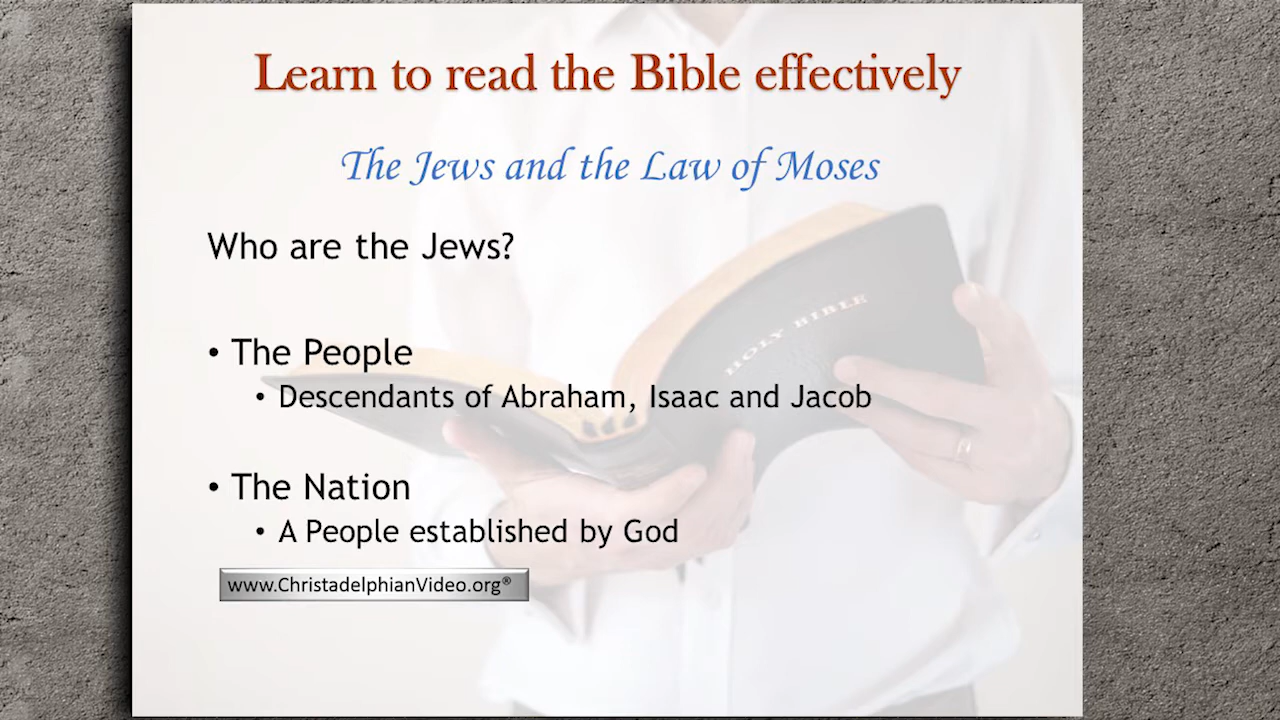 Learn to read the Bible effectively
The Jews and the Law of Moses
Who are the Jews?
• The People
• Descendants of Abraham, Isaac and Jacob
HOLY BIBLE
• The Nation
• A People established by God
www.ChristadelphianVideo.org®